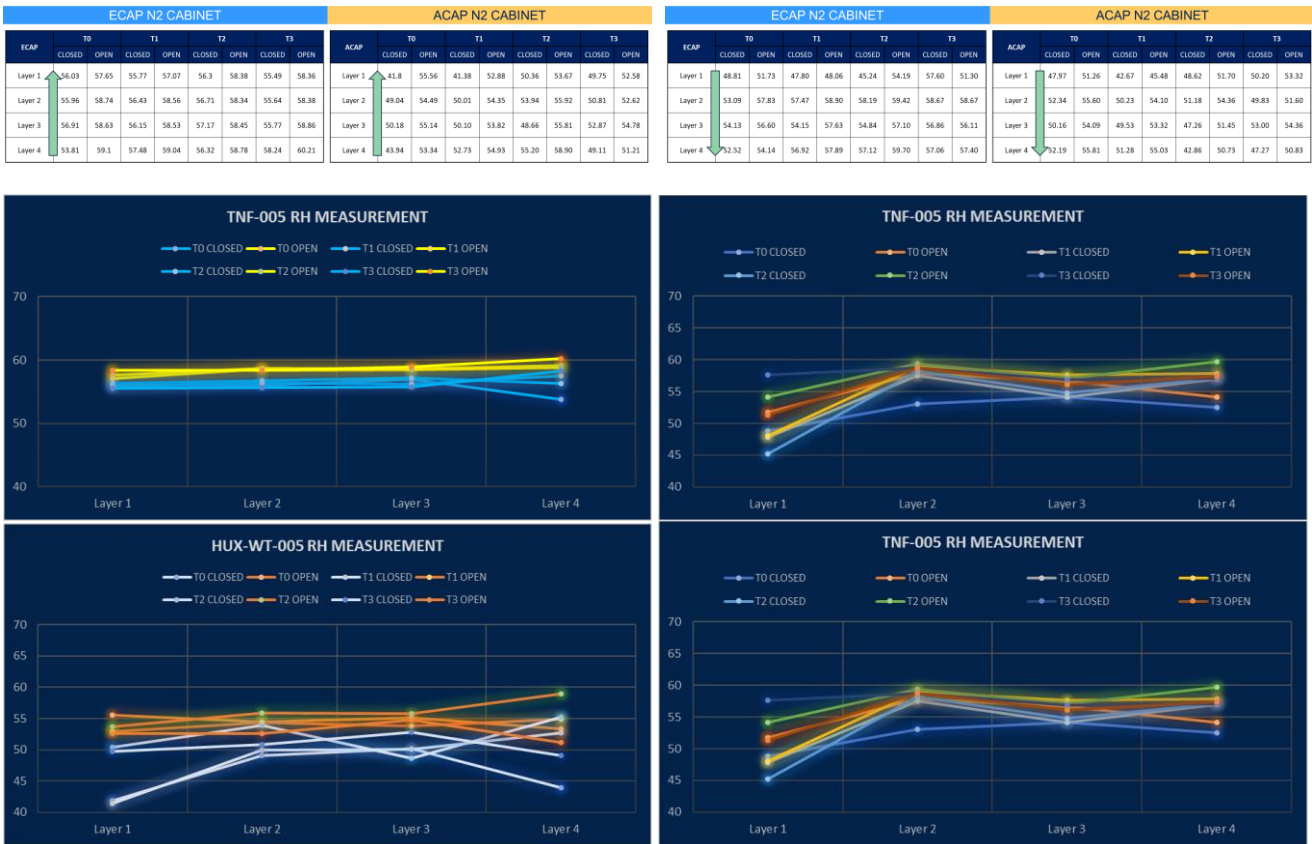 ECAP N2 CABINET ACAP N2 CABINET
ECAP T0 T1 T2 T3
CLOSED OPEN CLOSED OPEN CLOSED OPEN CLOSED OPEN
Layer 1 56.03 57.65 55.77 57.07 56.3 58.38 55.49 58.36
Layer 2 55.96 58.74 56.43 58.56 56.71 58.34 55.64 58.38
Layer 3 56.91 58.63 56.15 58.53 57.17 58.45 55.77 58.86
Layer 4 53.81 59.1 57.48 59.04 56.32 58.78 58.24 60.21
ACAP T0 T1 T2 T3
CLOSED OPEN CLOSED OPEN CLOSED OPEN CLOSED OPEN
Layer 1 41.8 55.56 41.38 52.88 50.36 53.67 49.75 52.58
Layer 2 49.04 54.49 50.01 54.35 53.94 55.92 50.81 52.62
Layer 3 50.18 55.14 50.10 53.82 48.66 55.81 52.87 54.78
Layer 4 43.94 53.34 52.73 54.93 55.20 58.90 49.11 51.21
ECAP N2 CABINET ACAP N2 CABINET
ECAP T0 T1 T2 T3
CLOSED OPEN CLOSED OPEN CLOSED OPEN CLOSED OPEN
Layer 1 48.81 51.73 47.80 48.06 45.24 54.19 57.60 51.30
Layer 2 53.09 57.83 57.47 58.90 58.19 59.42 58.67 58.67
Layer 3 54.13 56.60 54.15 57.63 54.84 57.10 56.86 56.11
Layer 4 52.52 54.14 56.92 57.89 57.12 59.70 57.06 57.40
ACAP T0 T1 T2 T3
CLOSED OPEN CLOSED OPEN CLOSED OPEN CLOSED OPEN
Layer 1 47.97 51.26 42.67 45.48 48.62 51.70 50.20 53.32
Layer 2 52.34 55.60 50.23 54.10 51.18 54.36 49.83 51.60
Layer 3 50.16 54.09 49.53 53.32 47.26 51.45 53.00 54.36
Layer 4 52.19 55.81 51.28 55.03 42.86 50.73 47.27 50.83
TNF-005 RH MEASUREMENT
T0 CLOSED T0 OPEN T1 CLOSED T1 OPEN
T2 CLOSED T2 OPEN T3 CLOSED T3 OPEN
70
60
50
40
Layer 1 Layer 2 Layer 3 Layer 4
TNF-005 RH MEASUREMENT
T0 CLOSED T0 OPEN T1 CLOSED T1 OPEN
T2 CLOSED T2 OPEN T3 CLOSED T3 OPEN
70
65
60
55
50
45
40
Layer 1 Layer 2 Layer 3 Layer 4
HUX-WT-005 RH MEASUREMENT
T0 CLOSED T0 OPEN T1 CLOSED T1 OPEN
T2 CLOSED T2 OPEN T3 CLOSED T3 OPEN
70
65
60
55
50
45
40
Layer 1 Layer 2 Layer 3 Layer 4
TNF-005 RH MEASUREMENT
T0 CLOSED T0 OPEN T1 CLOSED T1 OPEN
T2 CLOSED T2 OPEN T3 CLOSED T3 OPEN
70
65
60
55
50
45
40
Layer 1 Layer 2 Layer 3 Layer 4